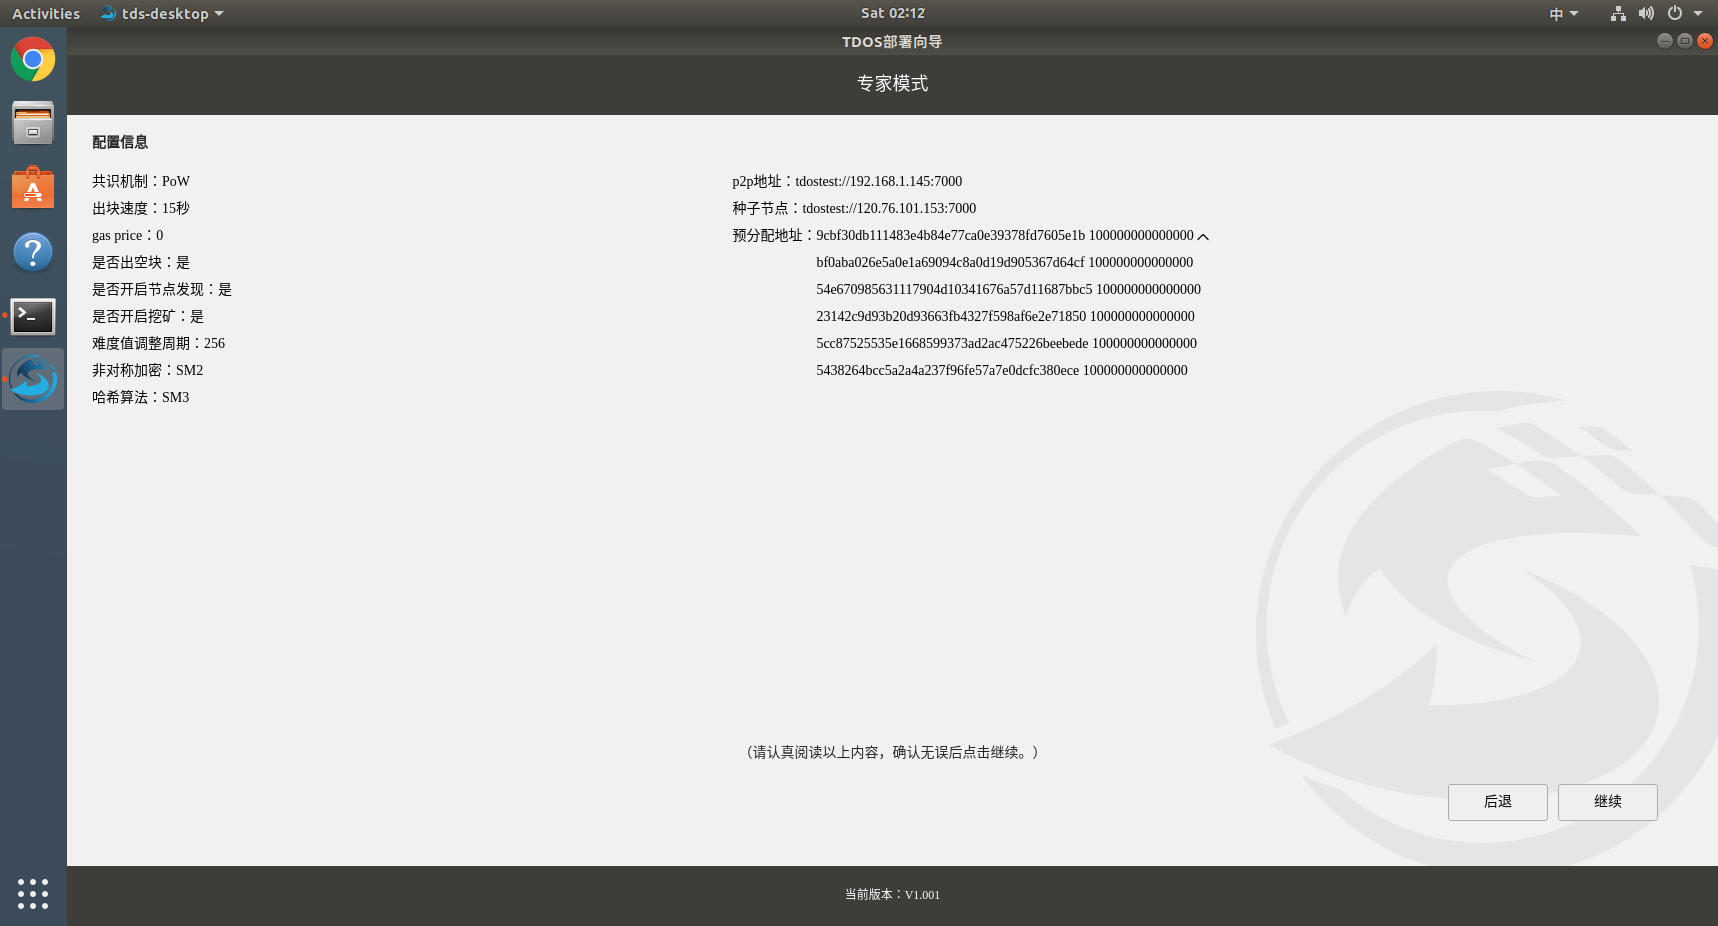 Activities tds-desktop Sat 02:12 中
TDOS部署向导
专家模式
配置信息
共识机制：PoW
出块速度：15秒
gas price：0
是否出空块：是
是否开启节点发现：是
是否开启挖矿：是
难度值调整周期：256
非对称加密：SM2
哈希算法：SM3
p2p地址：tdostest://192.168.1.145:7000
种子节点：tdostest://120.76.101.153:7000
预分配地址：9cbf30db111483e4b84e77ca0e39378fd7605e1b 100000000000000
bf0aba026e5a0e1a69094c8a0d19d905367d64cf 100000000000000
54e670985631117904d10341676a57d11687bbc5 100000000000000
23142c9d93b20d93663fb4327f598af6e2e71850 100000000000000
5cc87525535e1668599373ad2ac475226beebede 100000000000000
5438264bcc5a2a4a237f96fe57a7e0dcfc380ece 100000000000000
（请认真阅读以上内容，确认无误后点击继续。）
后退 继续
当前版本：V1.001